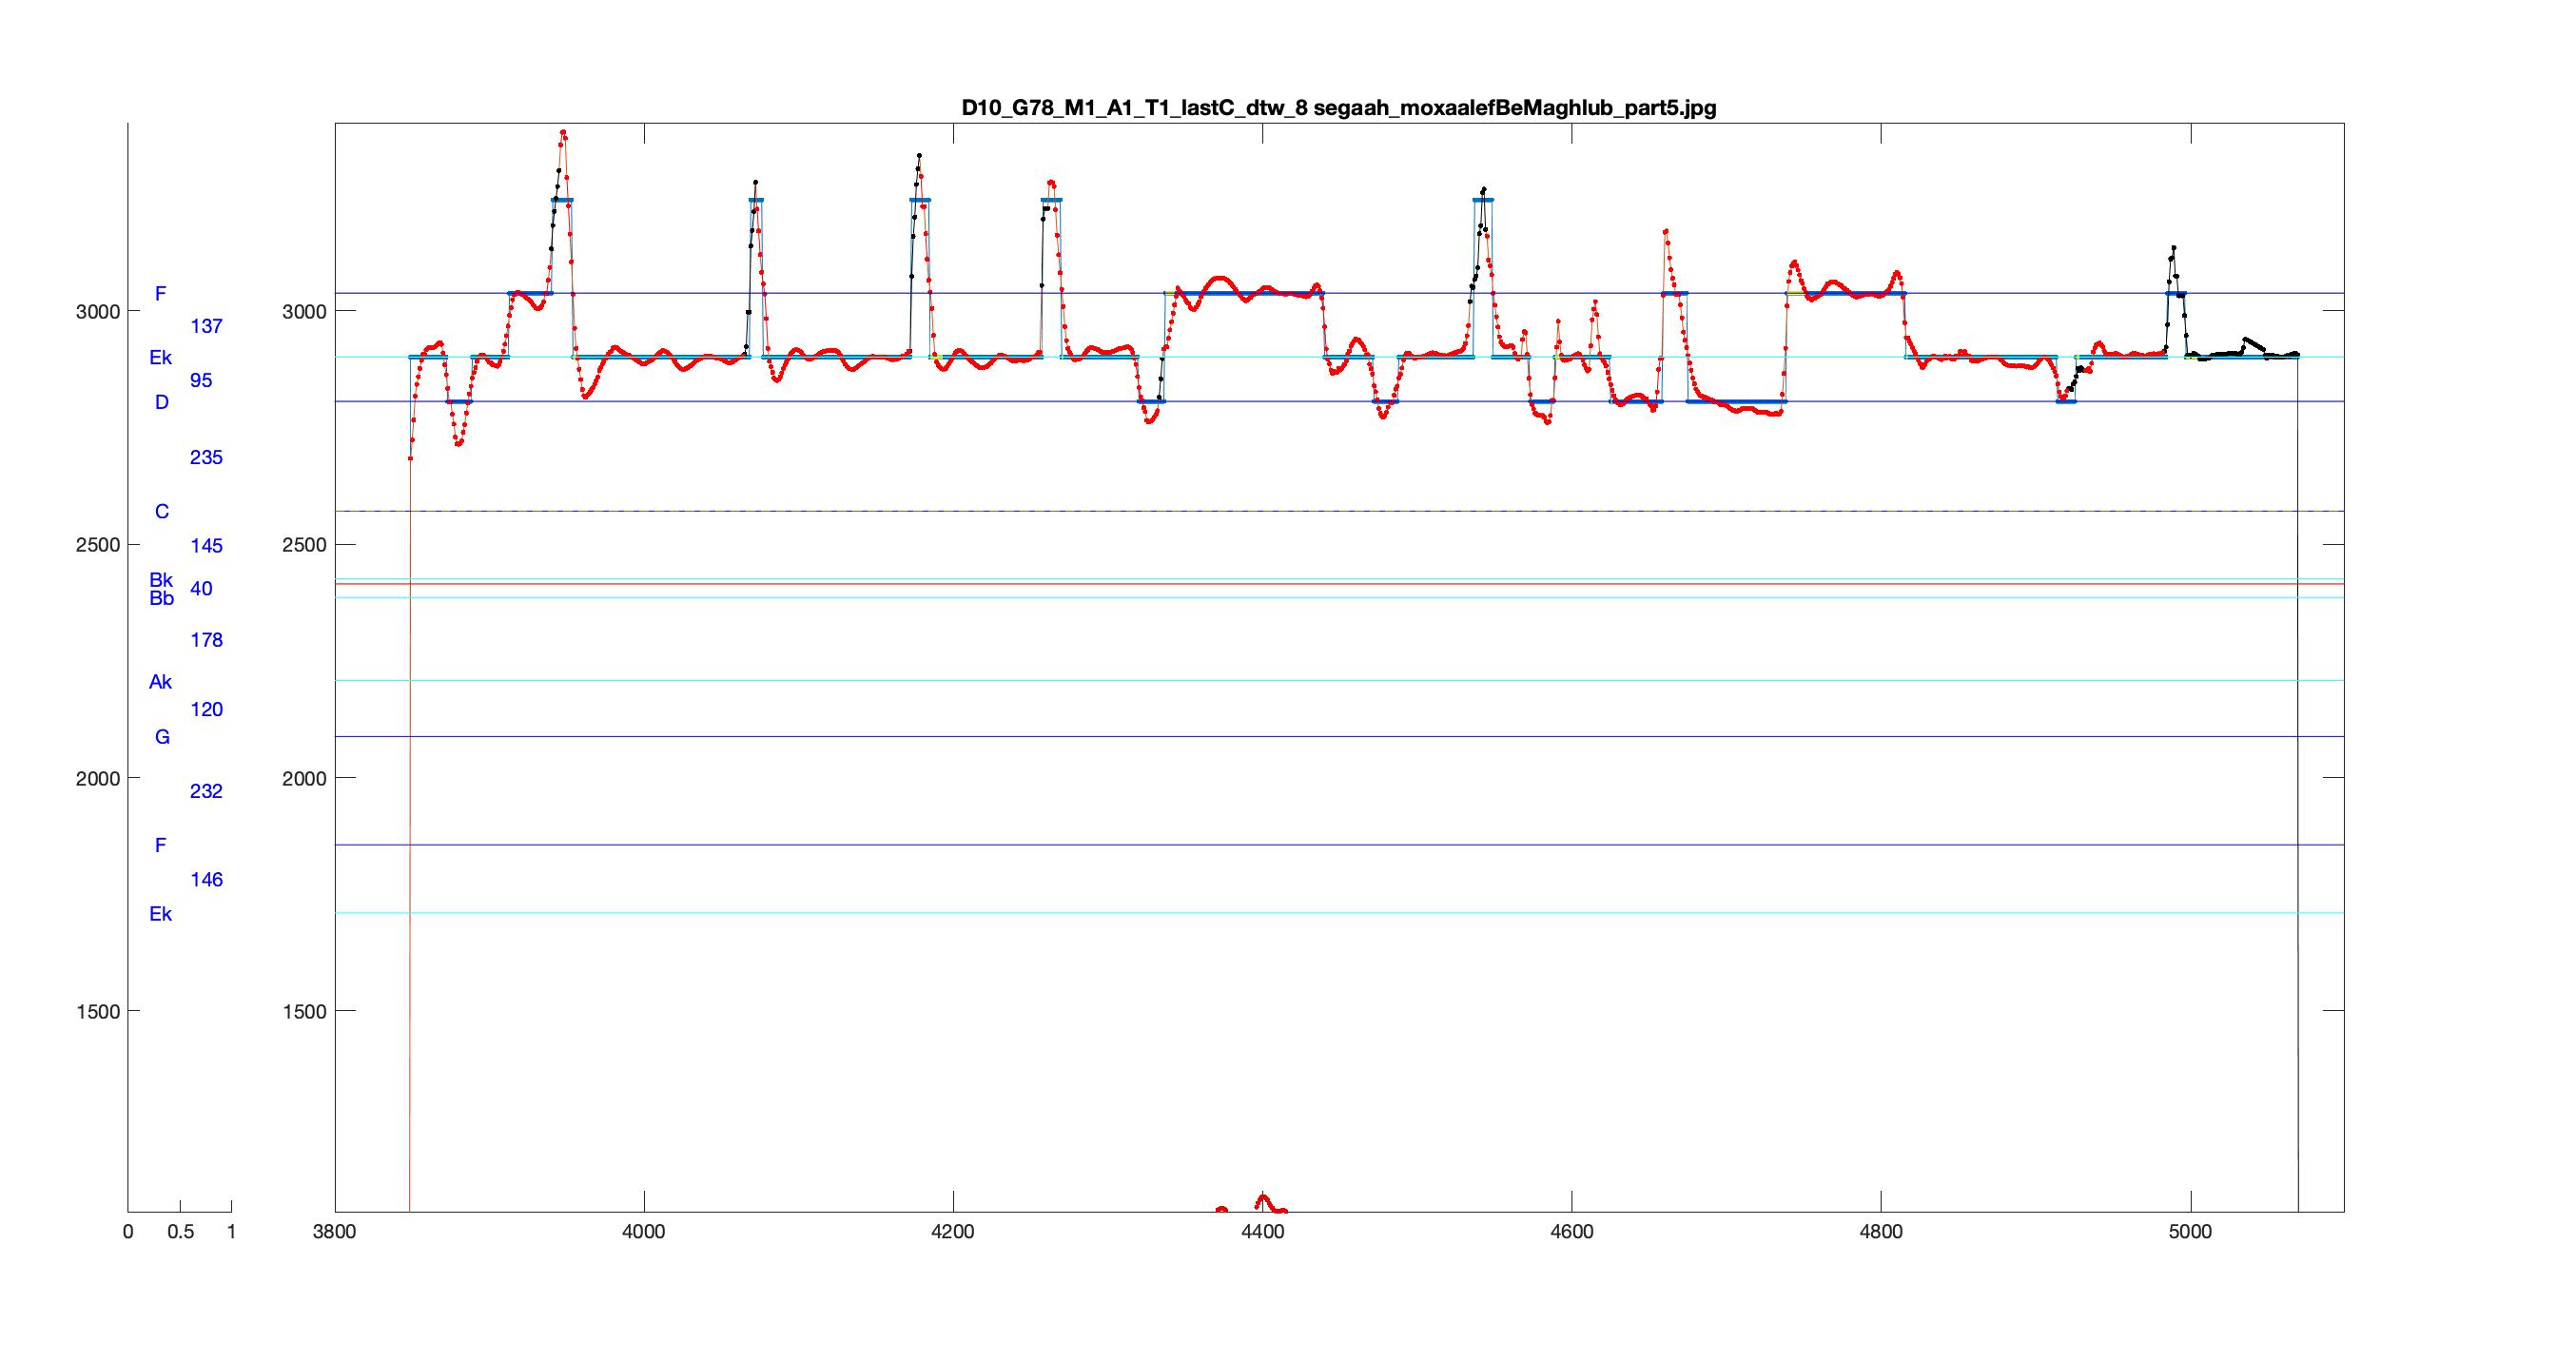 D10_G78_M1_A1_T1_lastC_dtw_8 segaah_moxaalefBeMaghlub_part5.jpg
F
3000
3000
137
Ek
95
D
235
C
2500
2500
145
Bk
40
Bb
178
Ak
120
G
2000
2000
232
F
146
Ek
1500
1500
0 0.5 1
3800 4000 4200 4400 4600 4800 5000